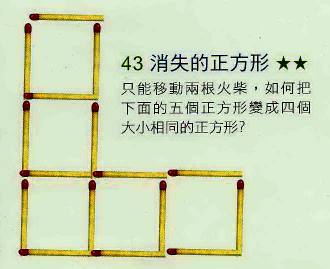 43 消失的正方形 ★★
只能移動兩根火柴，如何把
下面的五個正方形變成四個
大小相同的正方形?